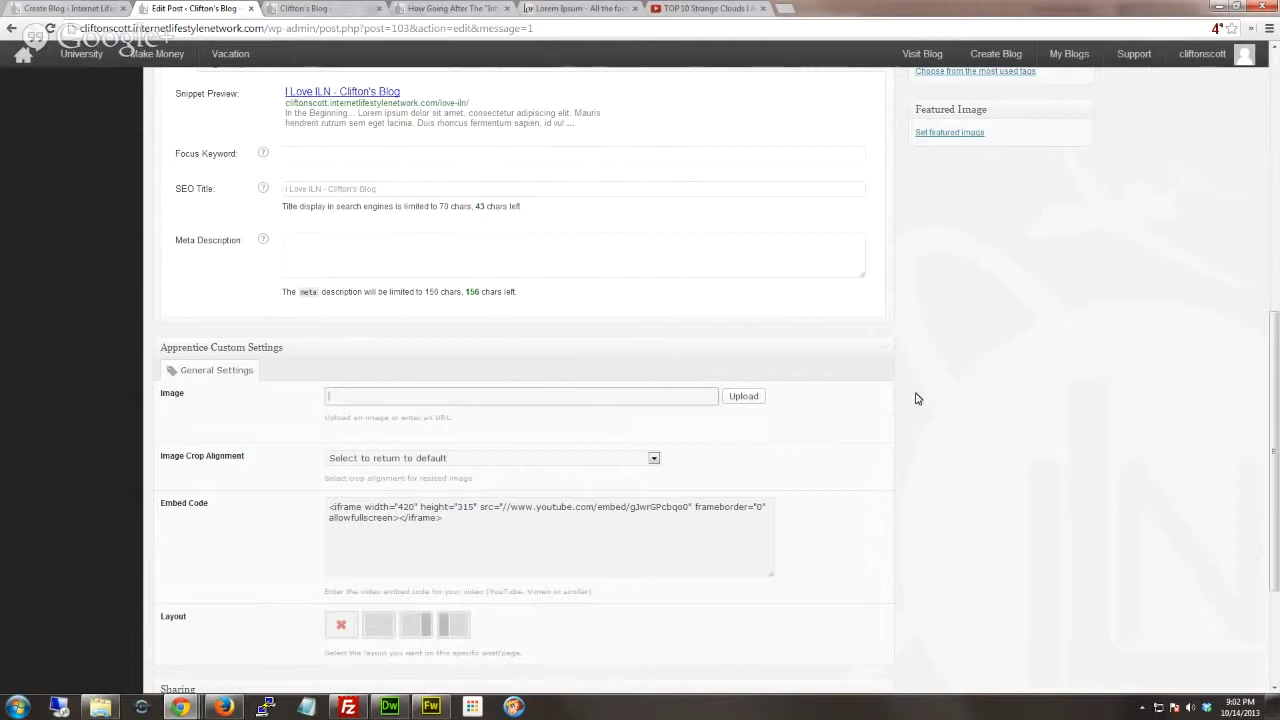 Create Blog ‹ Internet Lifes
Edit Post ‹ Clifton's Blog —
Clifton's Blog |
How Going After The "Int
Lorem Ipsum - All the fac
TOP 10 Strange Clouds / A
cliftonscott.internetlifestylenetwork.com/wp-admin/post.php?post=103&action=edit&message=1
4°
Google+
University
Make Money
Vacation
Visit Blog
Create Blog
My Blogs
Support
cliftonscott
Choose from the most used tags
Snippet Preview:
I Love ILN - Clifton's Blog
cliftonscott.internetlifestylenetwork.com/love-iln/
In the Beginning... Lorem ipsum dolor sit amet, consectetur adipiscing elit. Mauris
hendrerit rutrum sem eget lacinia. Duis rhoncus fermentum sapien, id vul ...
Featured Image
Set featured image
Focus Keyword:
?
SEO Title:
?
I Love ILN - Clifton's Blog
Title display in search engines is limited to 70 chars, 43 chars left
Meta Description:
?
The meta description will be limited to 156 chars, 156 chars left.
Apprentice Custom Settings
General Settings
Image
Upload
Upload an image or enter an URL.
Image Crop Alignment
Select to return to default
Select crop alignment for resized image
Embed Code
<iframe width="420" height="315" src="//www.youtube.com/embed/gJwrGPcbqo0" frameborder="0"
allowfullscreen></iframe>
Enter the video embed code for your video (YouTube, Vimeo or similar)
Layout
Select the layout you want on this specific post/page.
Sharing
Fz
Dw
Fw
9:02 PM
10/14/2013